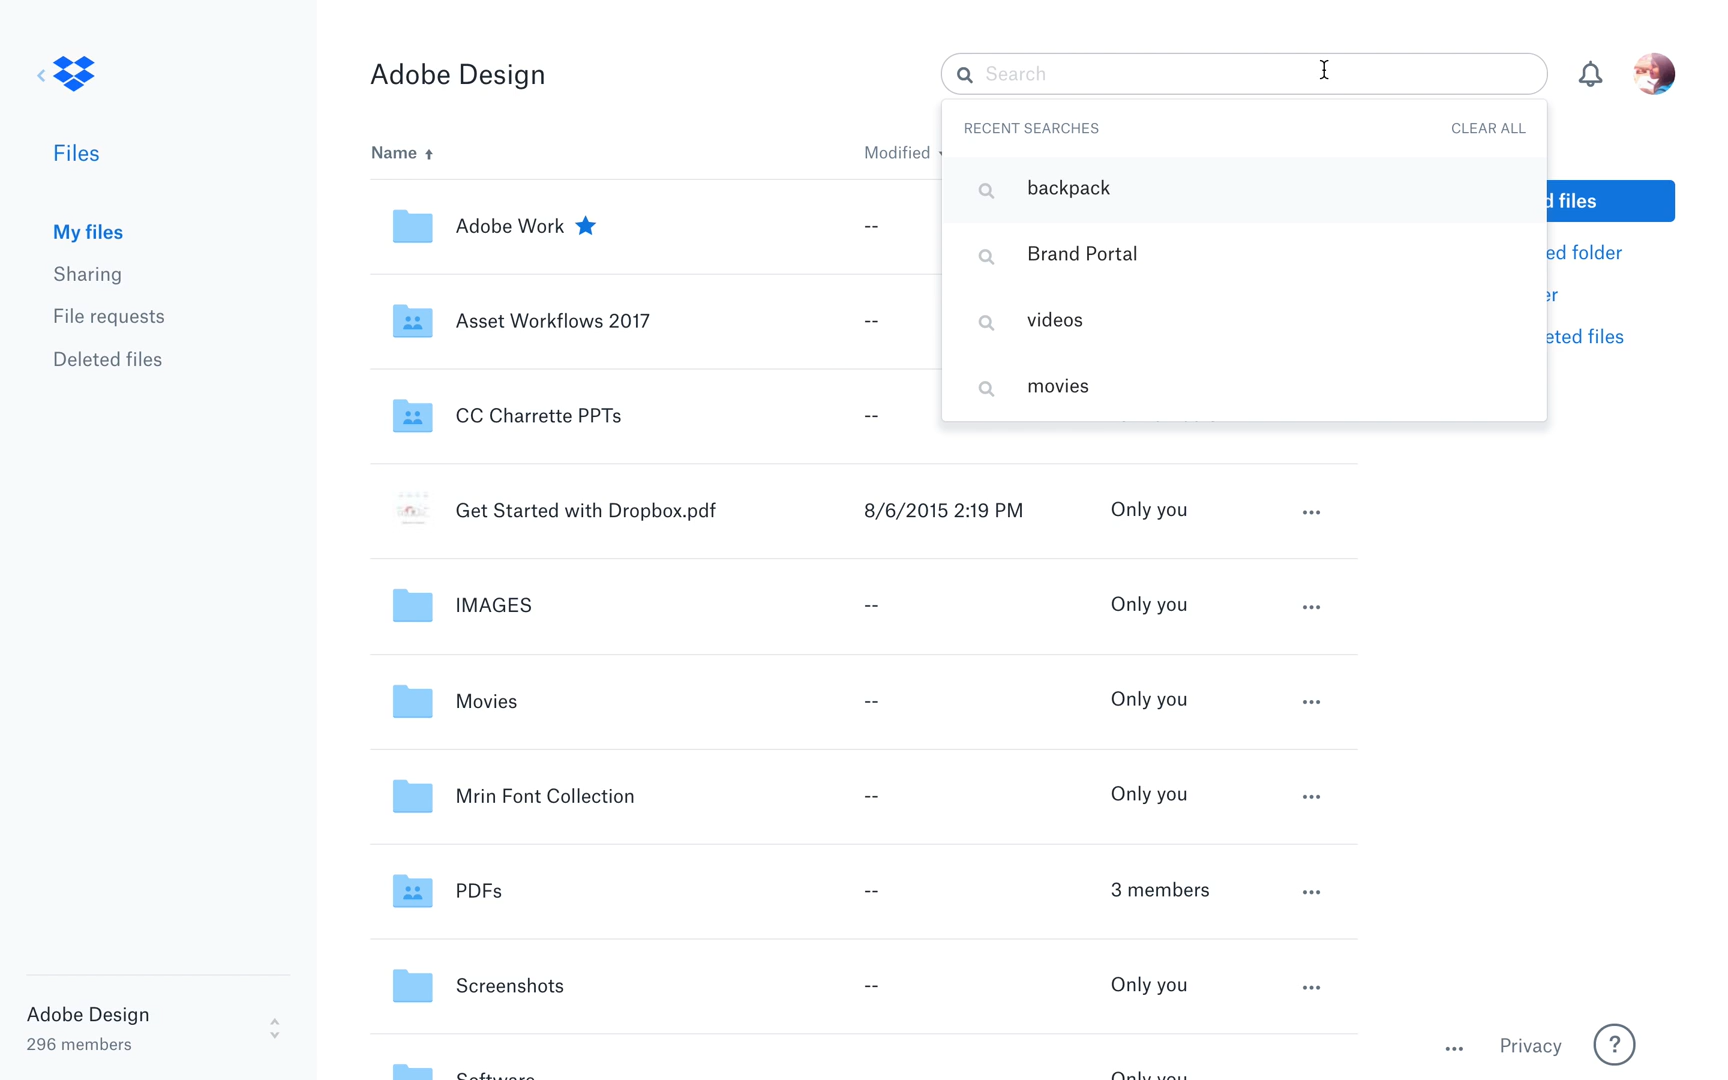 Adobe Design
Search
RECENT SEARCHES CLEAR ALL
backpack
Brand Portal
videos
movies
Files
My files
Sharing
File requests
Deleted files
Name Modified
Adobe Work --
Asset Workflows 2017 --
CC Charrette PPTs --
Get Started with Dropbox.pdf 8/6/2015 2:19 PM Only you
IMAGES -- Only you
Movies -- Only you
Mrin Font Collection -- Only you
PDFs -- 3 members
Screenshots -- Only you
Software Only you
files
ed folder
er
eted files
Adobe Design
296 members
Privacy ?